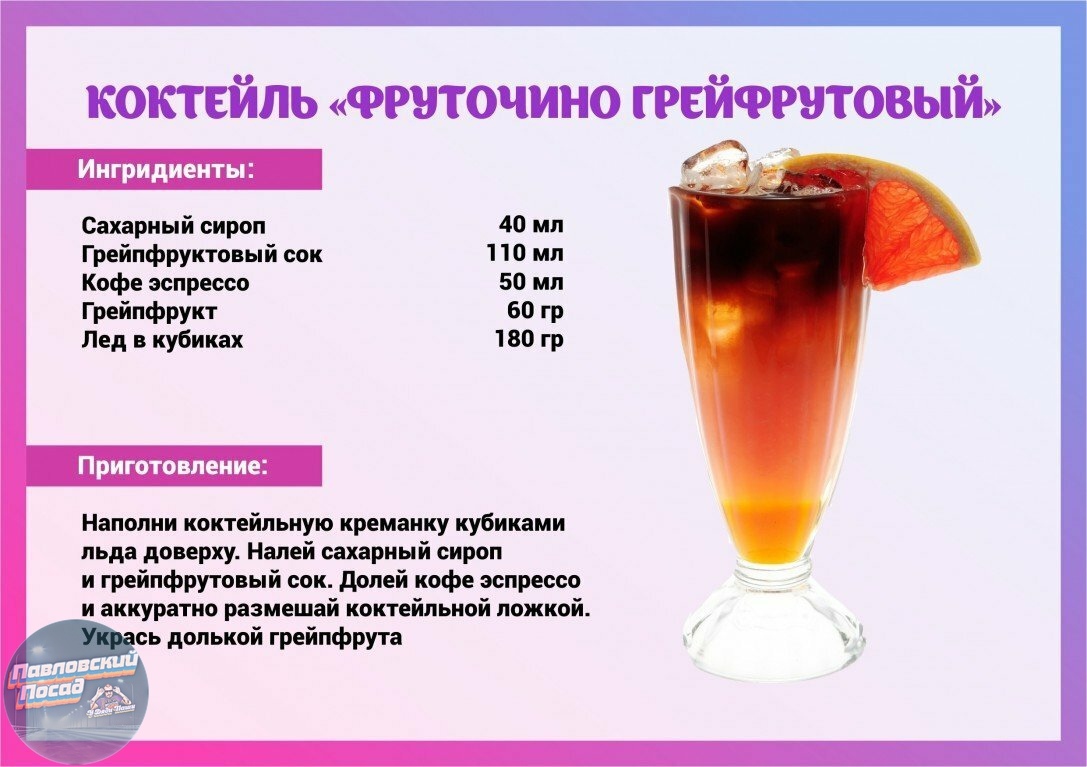 КОКТЕЙЛЬ «ФРУТОЧИНО ГРЕЙФРУТОВЫЙ»
Ингридиенты:
Сахарный сироп 40 мл
Грейпфруктовый сок 110 мл
Кофе эспрессо 50 мл
Грейпфрукт 60 гр
Лед в кубиках 180 гр
Приготовление:
Наполни коктейльную креманку кубиками
льда доверху. Налей сахарный сироп
и грейпфрутовый сок. Долей кофе эспрессо
и аккуратно размешай коктейльной ложкой.
Укрась долькой грейпфрута
Павловский
Посад